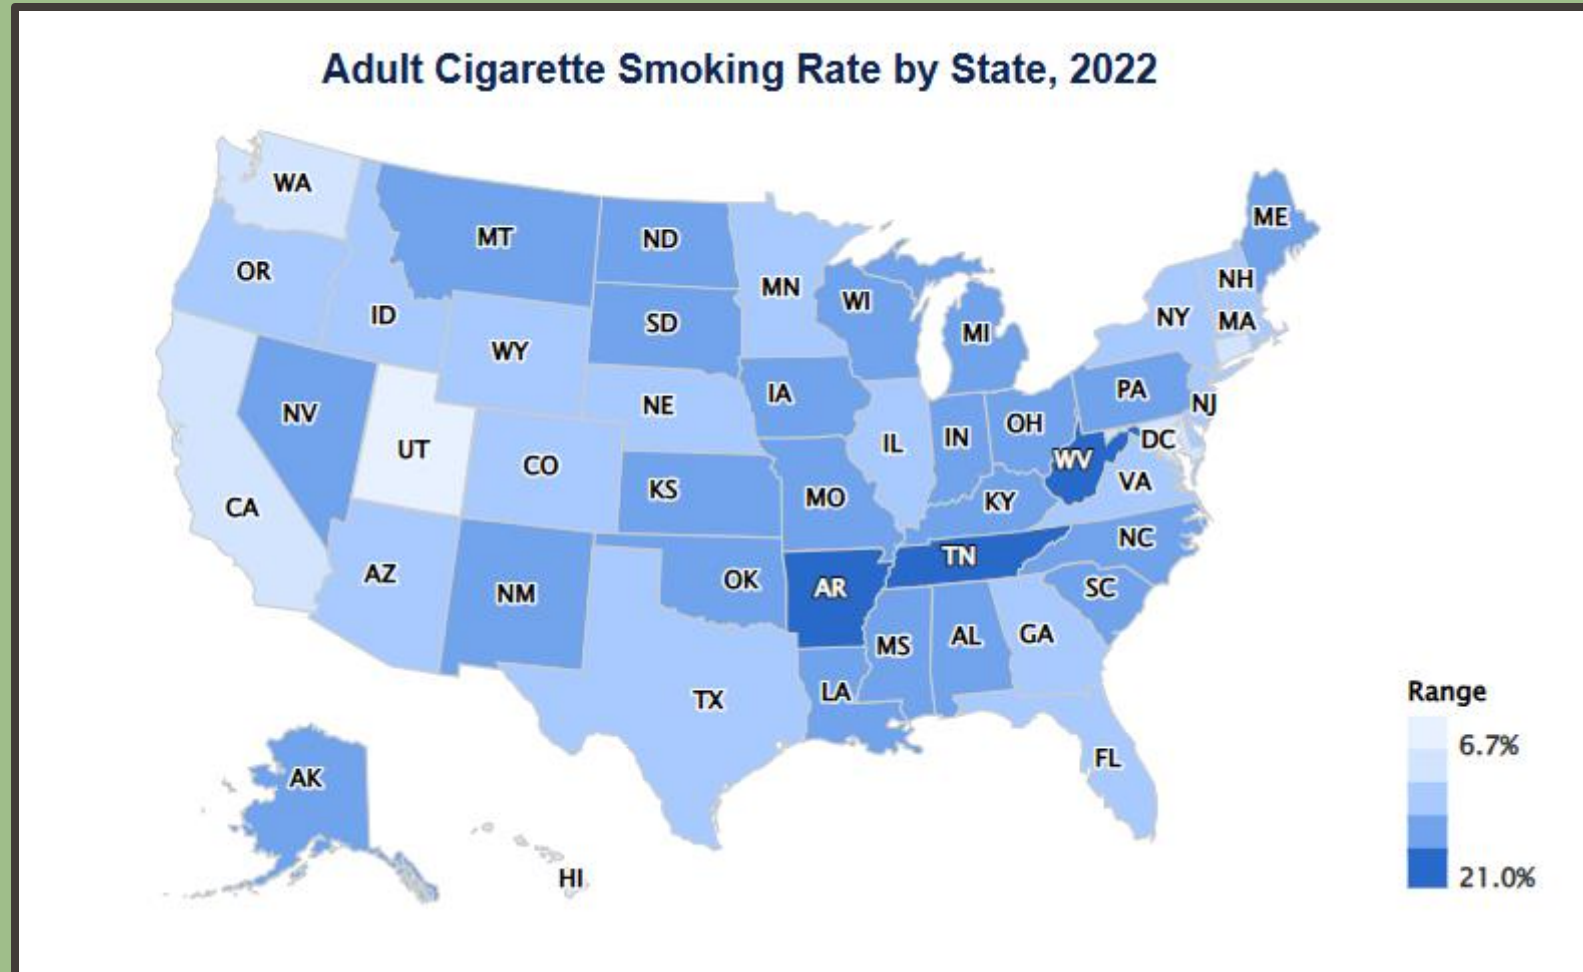 Adult Cigarette Smoking Rate by State, 2022
WA
MT
ND
ME
OR
ID
MN
WI
NH
SD
MI
NY
MA
WY
NV
NE
IA
PA
NJ
UT
CO
IL
IN
OH
DC
WV
CA
KS
MO
KY
VA
AZ
NM
OK
AR
TN
NC
SC
MS
AL
GA
TX
LA
FL
AK
HI
Range
6.7%
21.0%